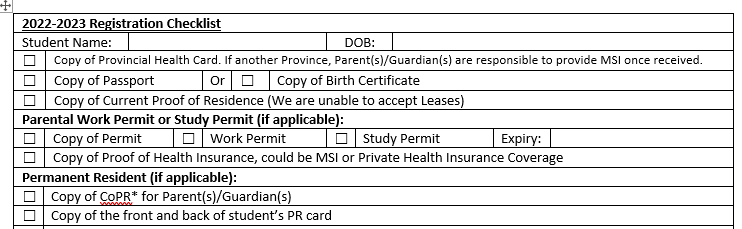 2022-2023 Registration Checklist
Student Name: DOB:
☐ Copy of Provincial Health Card. If another Province, Parent(s)/Guardian(s) are responsible to provide MSI once received.
☐ Copy of Passport Or ☐ Copy of Birth Certificate
☐ Copy of Current Proof of Residence (We are unable to accept Leases)
Parental Work Permit or Study Permit (if applicable):
☐ Copy of Permit ☐ Work Permit ☐ Study Permit Expiry:
☐ Copy of Proof of Health Insurance, could be MSI or Private Health Insurance Coverage
Permanent Resident (if applicable):
☐ Copy of CoPR* for Parent(s)/Guardian(s)
☐ Copy of the front and back of student's PR card